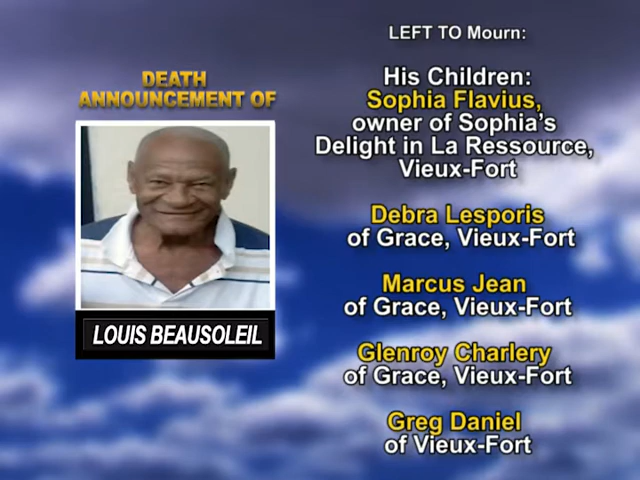 DEATH
ANNOUNCEMENT OF
LOUIS BEAUSOLEIL
LEFT TO Mourn:
His Children:
Sophia Flavius,
owner of Sophia's
Delight in La Ressource,
Vieux-Fort
Debra Lesporis
of Grace, Vieux-Fort
Marcus Jean
of Grace, Vieux-Fort
Glenroy Charlery
of Grace, Vieux-Fort
Greg Daniel
of Vieux-Fort